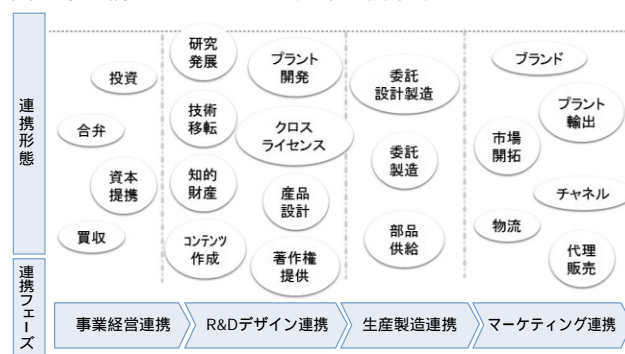 連携形態
投資
合弁
資本
提携
買収
研究
発展
技術
移転
知的
財産
コンテンツ
作成
プラント
開発
クロス
ライセンス
産品
設計
著作権
提供
委託
設計製造
委託
製造
部品
供給
ブランド
プラント
輸出
市場
開拓
チャネル
物流
代理
販売
連携フェーズ
事業経営連携
R&Dデザイン連携
生産製造連携
マーケティング連携